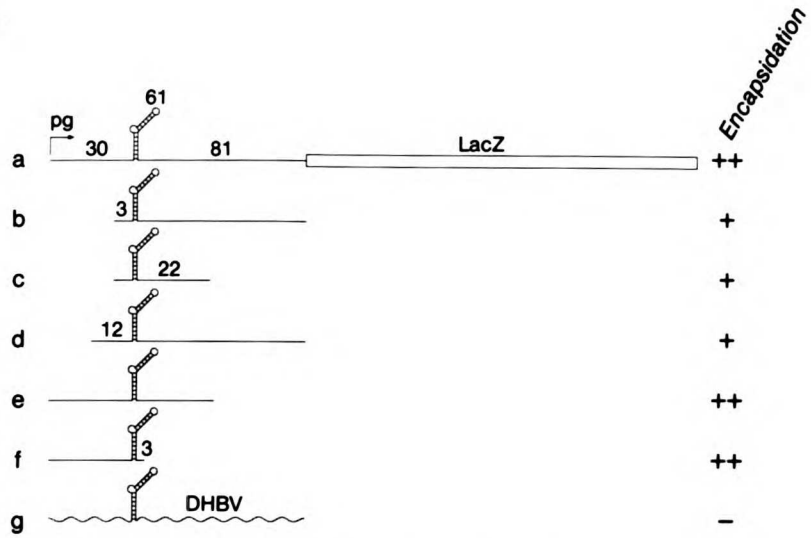 Encapsidation
61
pg
30 81 LacZ
a ++
3
b +
22
c +
12
d +
e ++
3
f ++
DHBV
g −